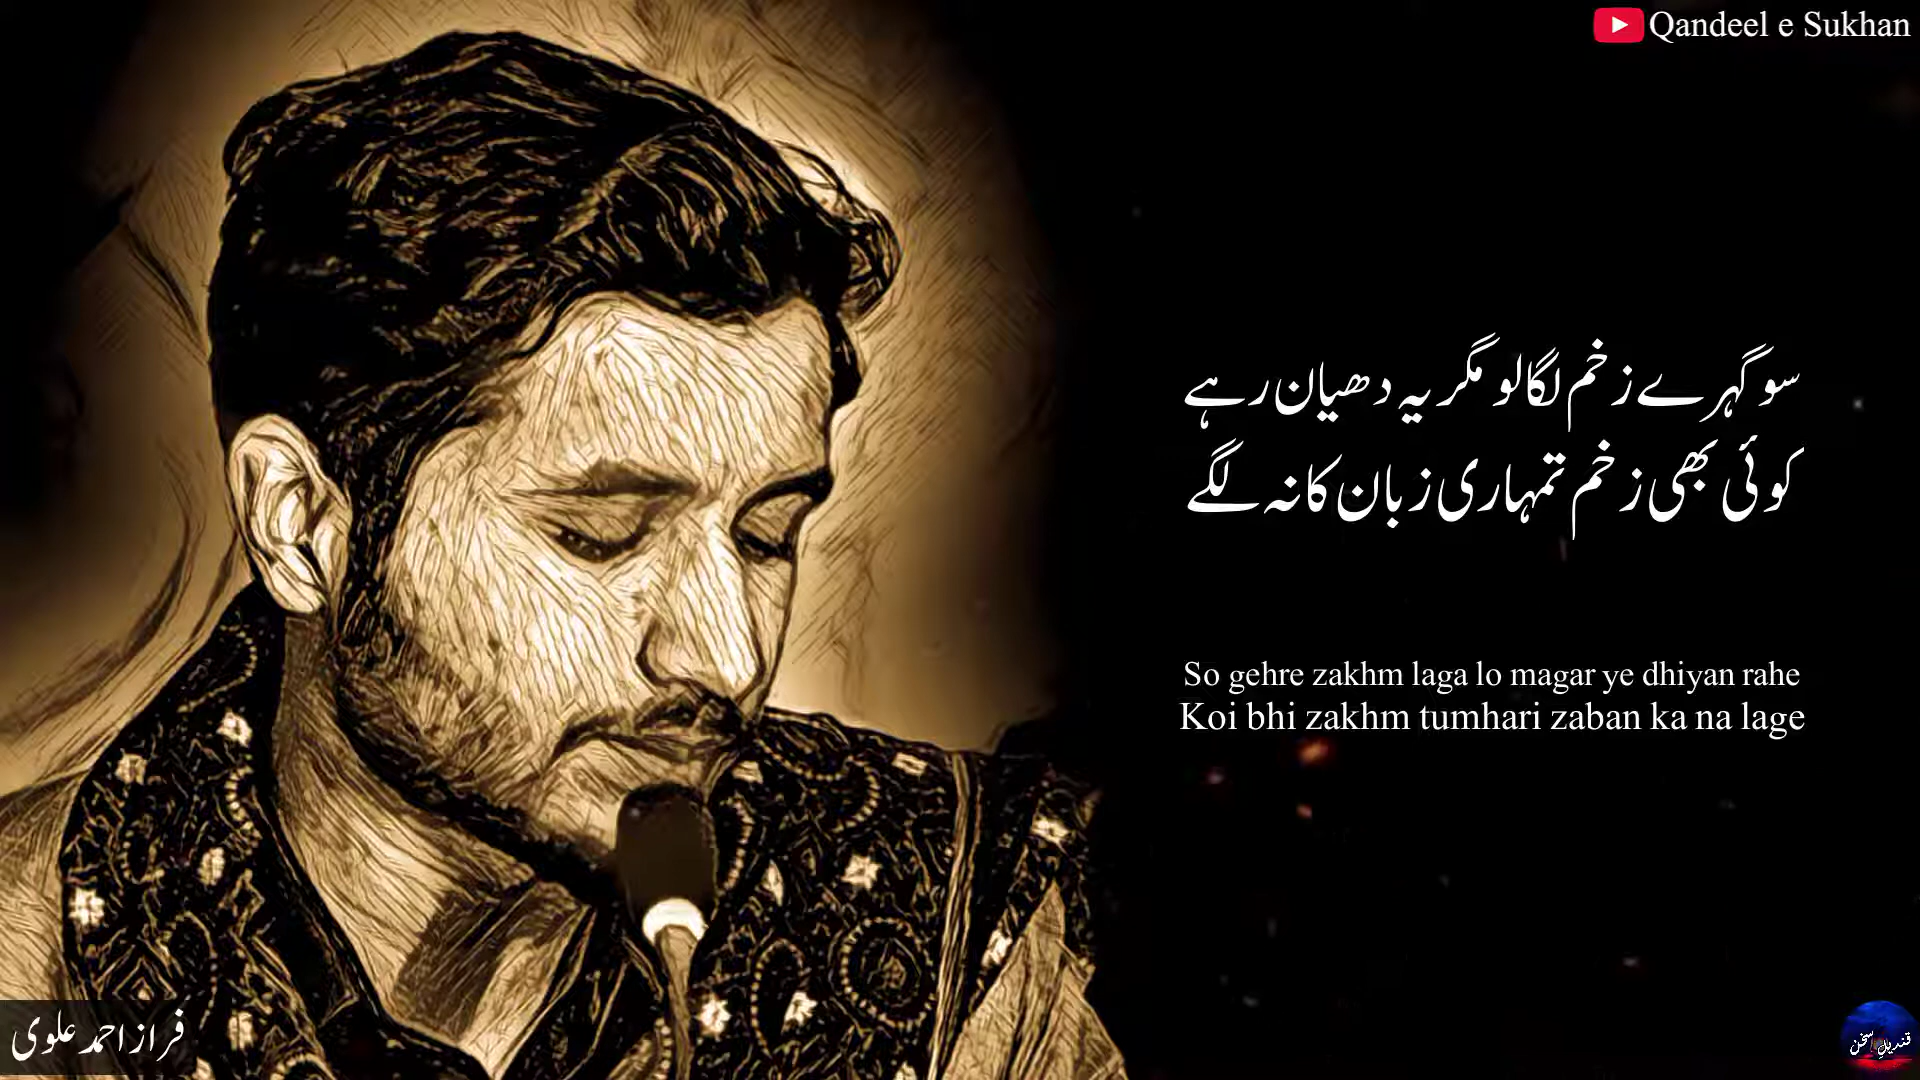 Qandeel e Sukhan
سو گہرے زخم لگا لو مگر یہ دھیان رہے
کوئی بھی زخم تمہاری زبان کا نہ لگے
So gehre zakhm laga lo magar ye dhiyan rahe
Koi bhi zakhm tumhari zaban ka na lage
فراز احمد علوی
قندیلِ سخن